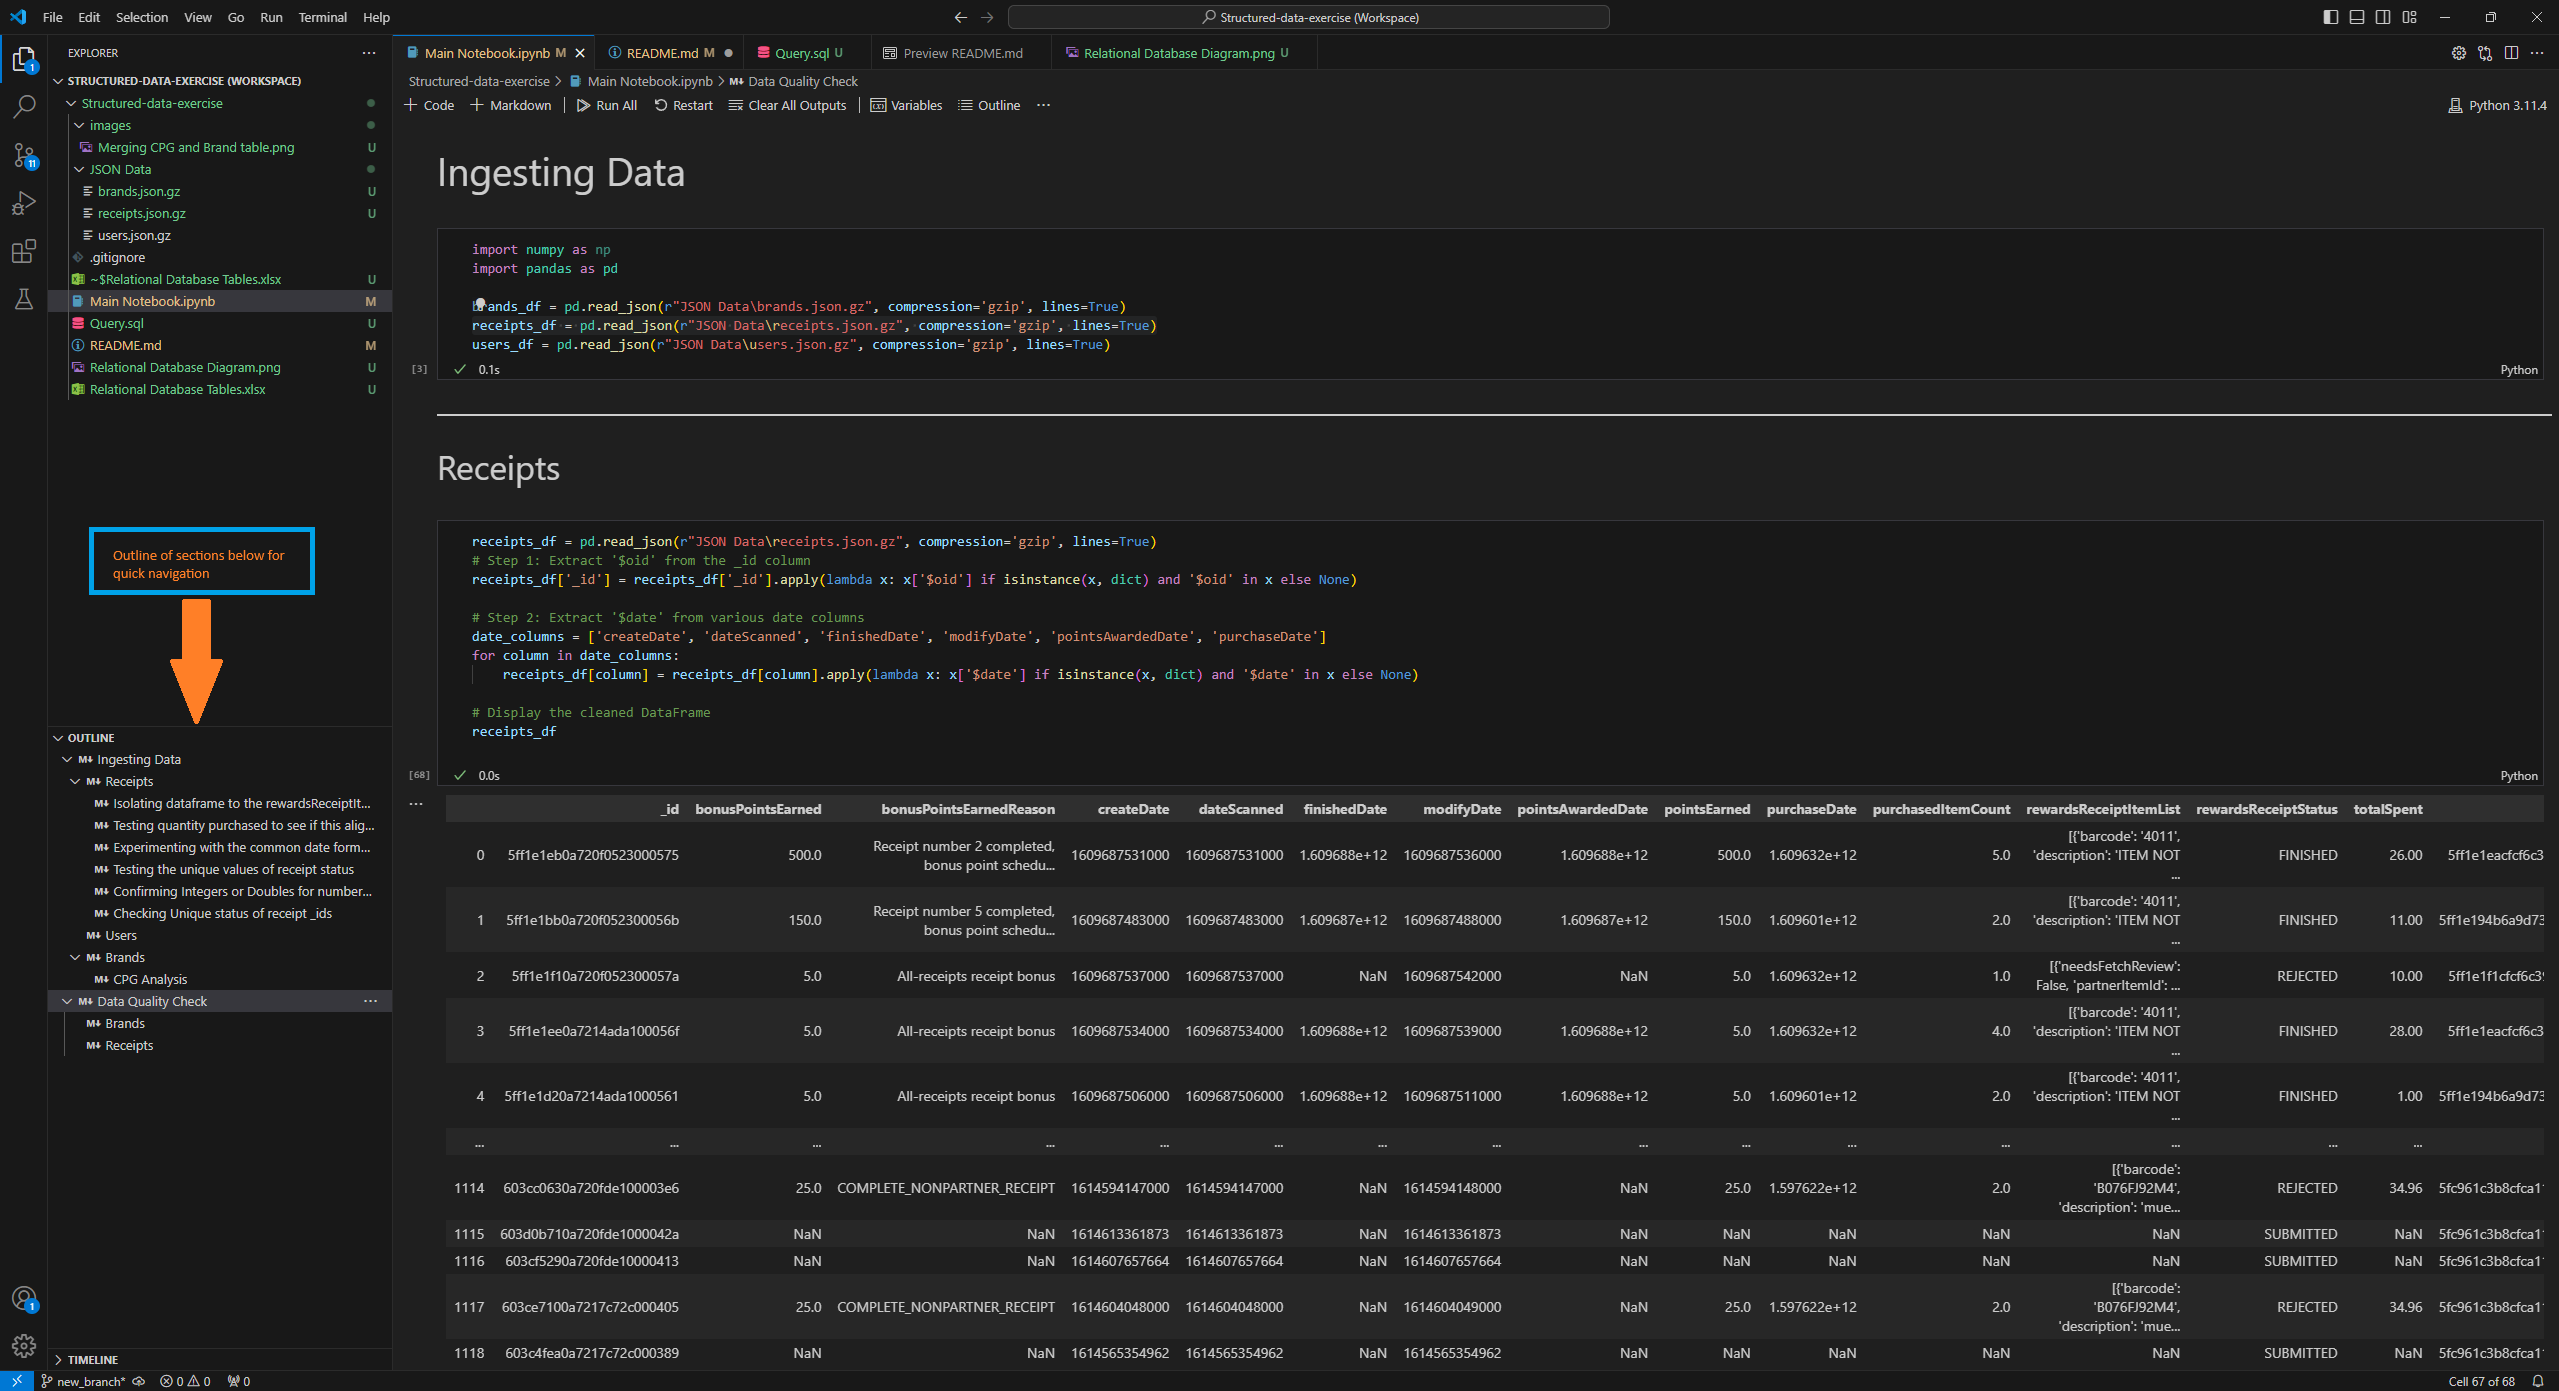 File Edit Selection View Go Run Terminal Help
Structured-data-exercise (Workspace)
EXPLORER
STRUCTURED-DATA-EXERCISE (WORKSPACE)
Structured-data-exercise
images
Merging CPG and Brand table.png U
JSON Data
brands.json.gz U
receipts.json.gz U
users.json.gz
.gitignore
~$Relational Database Tables.xlsx U
Main Notebook.ipynb M
Query.sql U
README.md M
Relational Database Diagram.png U
Relational Database Tables.xlsx U
1
11
Outline of sections below for
quick navigation
OUTLINE
Ingesting Data
Receipts
Isolating dataframe to the rewardsReceiptIt...
Testing quantity purchased to see if this alig...
Experimenting with the common date form...
Testing the unique values of receipt status
Confirming Integers or Doubles for number...
Checking Unique status of receipt _ids
Users
Brands
CPG Analysis
Data Quality Check ...
Brands
Receipts
1
TIMELINE
Main Notebook.ipynb M README.md M Query.sql U Preview README.md Relational Database Diagram.png U
Structured-data-exercise > Main Notebook.ipynb > M↓ Data Quality Check
+ Code + Markdown Run All Restart Clear All Outputs Variables Outline ... Python 3.11.4
Ingesting Data
import numpy as np
import pandas as pd
brands_df = pd.read_json(r"JSON Data\brands.json.gz", compression='gzip', lines=True)
receipts_df = pd.read_json(r"JSON Data\receipts.json.gz", compression='gzip', lines=True)
users_df = pd.read_json(r"JSON Data\users.json.gz", compression='gzip', lines=True)
[3] 0.1s Python
Receipts
receipts_df = pd.read_json(r"JSON Data\receipts.json.gz", compression='gzip', lines=True)
# Step 1: Extract '$oid' from the _id column
receipts_df['_id'] = receipts_df['_id'].apply(lambda x: x['$oid'] if isinstance(x, dict) and '$oid' in x else None)
# Step 2: Extract '$date' from various date columns
date_columns = ['createDate', 'dateScanned', 'finishedDate', 'modifyDate', 'pointsAwardedDate', 'purchaseDate']
for column in date_columns:
receipts_df[column] = receipts_df[column].apply(lambda x: x['$date'] if isinstance(x, dict) and '$date' in x else None)
# Display the cleaned DataFrame
receipts_df
[68] 0.0s Python
_id bonusPointsEarned bonusPointsEarnedReason createDate dateScanned finishedDate modifyDate pointsAwardedDate pointsEarned purchaseDate purchasedItemCount rewardsReceiptItemList rewardsReceiptStatus totalSpent
0 5ff1e1eb0a720f0523000575 500.0 Receipt number 2 completed, bonus point schedu... 1609687531000 1609687531000 1.609688e+12 1609687536000 1.609688e+12 500.0 1.609632e+12 5.0 [{'barcode': '4011', 'description': 'ITEM NOT ... FINISHED 26.00 5ff1e1eacfcf6c3
1 5ff1e1bb0a720f052300056b 150.0 Receipt number 5 completed, bonus point schedu... 1609687483000 1609687483000 1.609687e+12 1609687488000 1.609687e+12 150.0 1.609601e+12 2.0 [{'barcode': '4011', 'description': 'ITEM NOT ... FINISHED 11.00 5ff1e194b6a9d73
2 5ff1e1f10a720f052300057a 5.0 All-receipts receipt bonus 1609687537000 1609687537000 NaN 1609687542000 NaN 5.0 1.609632e+12 1.0 [{'needsFetchReview': False, 'partnerItemId': ... REJECTED 10.00 5ff1e1f1cfcf6c3
3 5ff1e1ee0a7214ada100056f 5.0 All-receipts receipt bonus 1609687534000 1609687534000 1.609688e+12 1609687539000 1.609688e+12 5.0 1.609632e+12 4.0 [{'barcode': '4011', 'description': 'ITEM NOT ... FINISHED 28.00 5ff1e1eacfcf6c3
4 5ff1e1d20a7214ada1000561 5.0 All-receipts receipt bonus 1609687506000 1609687506000 1.609688e+12 1609687511000 1.609688e+12 5.0 1.609601e+12 2.0 [{'barcode': '4011', 'description': 'ITEM NOT ... FINISHED 1.00 5ff1e194b6a9d73
... ... ... ... ... ... ... ... ... ... ... ... ... ... ...
1114 603cc0630a720fde100003e6 25.0 COMPLETE_NONPARTNER_RECEIPT 1614594147000 1614594147000 NaN 1614594148000 NaN 25.0 1.597622e+12 2.0 [{'barcode': 'B076FJ92M4', 'description': 'mue... REJECTED 34.96 5fc961c3b8cfca1
1115 603d0b710a720fde1000042a NaN NaN 1614613361873 1614613361873 NaN 1614613361873 NaN NaN NaN NaN NaN SUBMITTED NaN 5fc961c3b8cfca1
1116 603cf5290a720fde10000413 NaN NaN 1614607657664 1614607657664 NaN 1614607657664 NaN NaN NaN NaN NaN SUBMITTED NaN 5fc961c3b8cfca1
1117 603ce7100a7217c72c000405 25.0 COMPLETE_NONPARTNER_RECEIPT 1614604048000 1614604048000 NaN 1614604049000 NaN 25.0 1.597622e+12 2.0 [{'barcode': 'B076FJ92M4', 'description': 'mue... REJECTED 34.96 5fc961c3b8cfca1
1118 603c4fea0a7217c72c000389 NaN NaN 1614565354962 1614565354962 NaN 1614565354962 NaN NaN NaN NaN NaN SUBMITTED NaN 5fc961c3b8cfca1
new_branch* 0 0 0 Cell 67 of 68